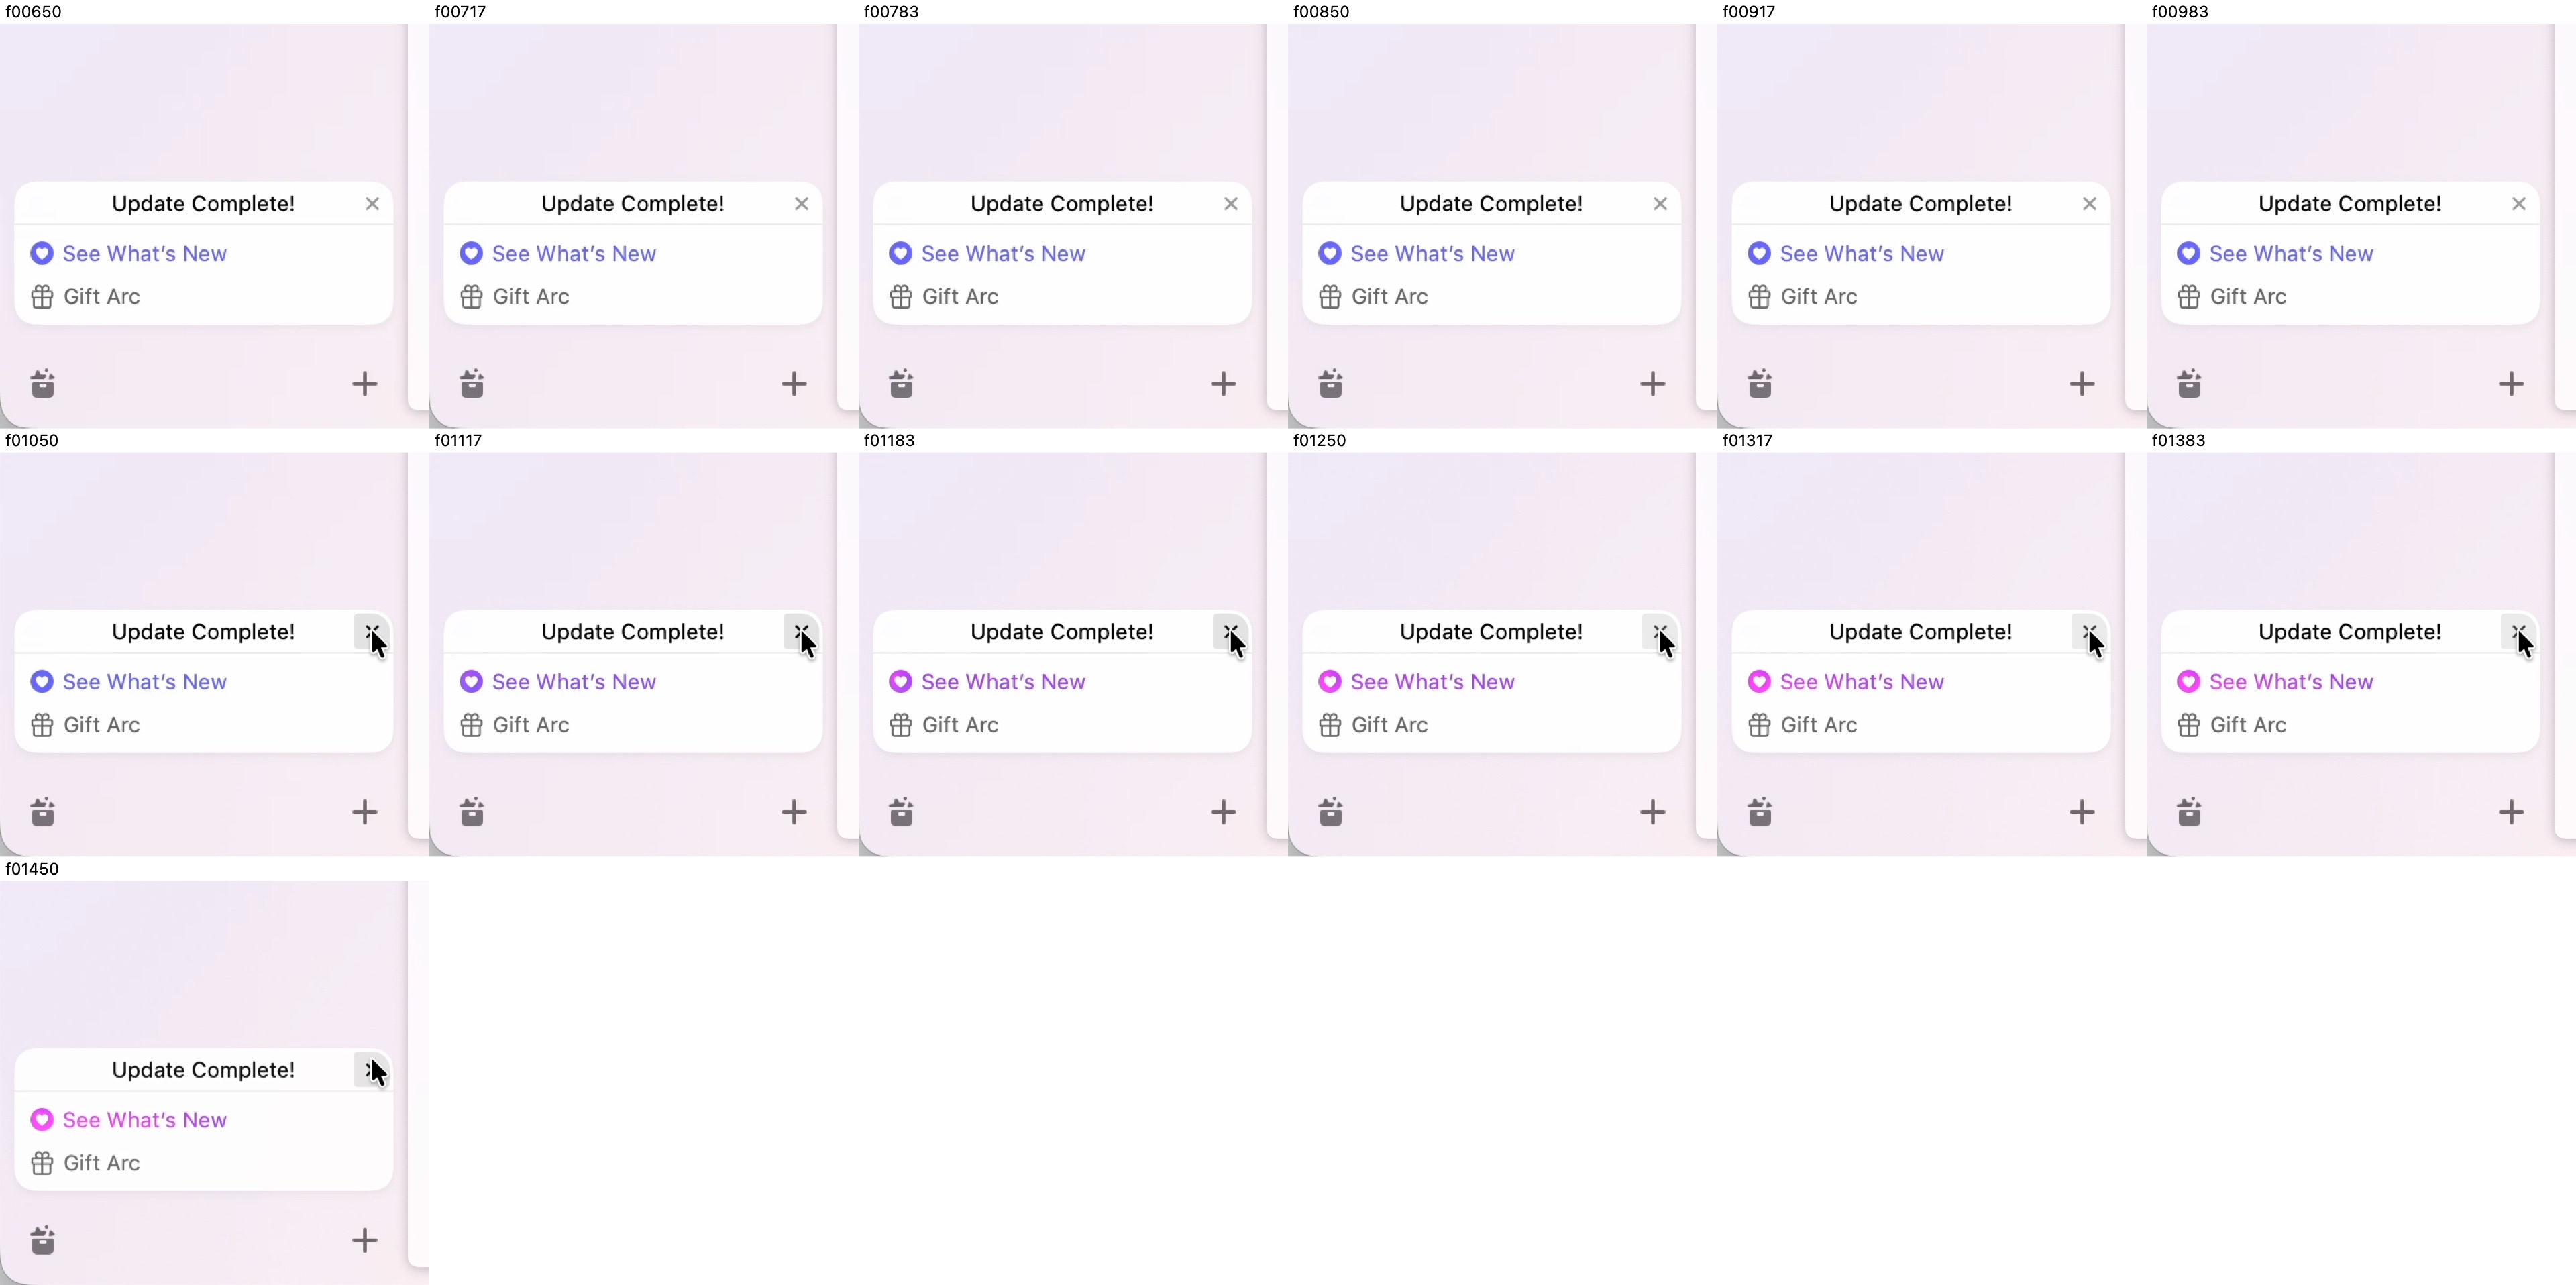 f00650
Update Complete!
See What's New
Gift Arc
f00717
Update Complete!
See What's New
Gift Arc
f00783
Update Complete!
See What's New
Gift Arc
f00850
Update Complete!
See What's New
Gift Arc
f00917
Update Complete!
See What's New
Gift Arc
f00983
Update Complete!
See What's New
Gift Arc
f01050
Update Complete!
See What's New
Gift Arc
f01117
Update Complete!
See What's New
Gift Arc
f01183
Update Complete!
See What's New
Gift Arc
f01250
Update Complete!
See What's New
Gift Arc
f01317
Update Complete!
See What's New
Gift Arc
f01383
Update Complete!
See What's New
Gift Arc
f01450
Update Complete!
See What's New
Gift Arc